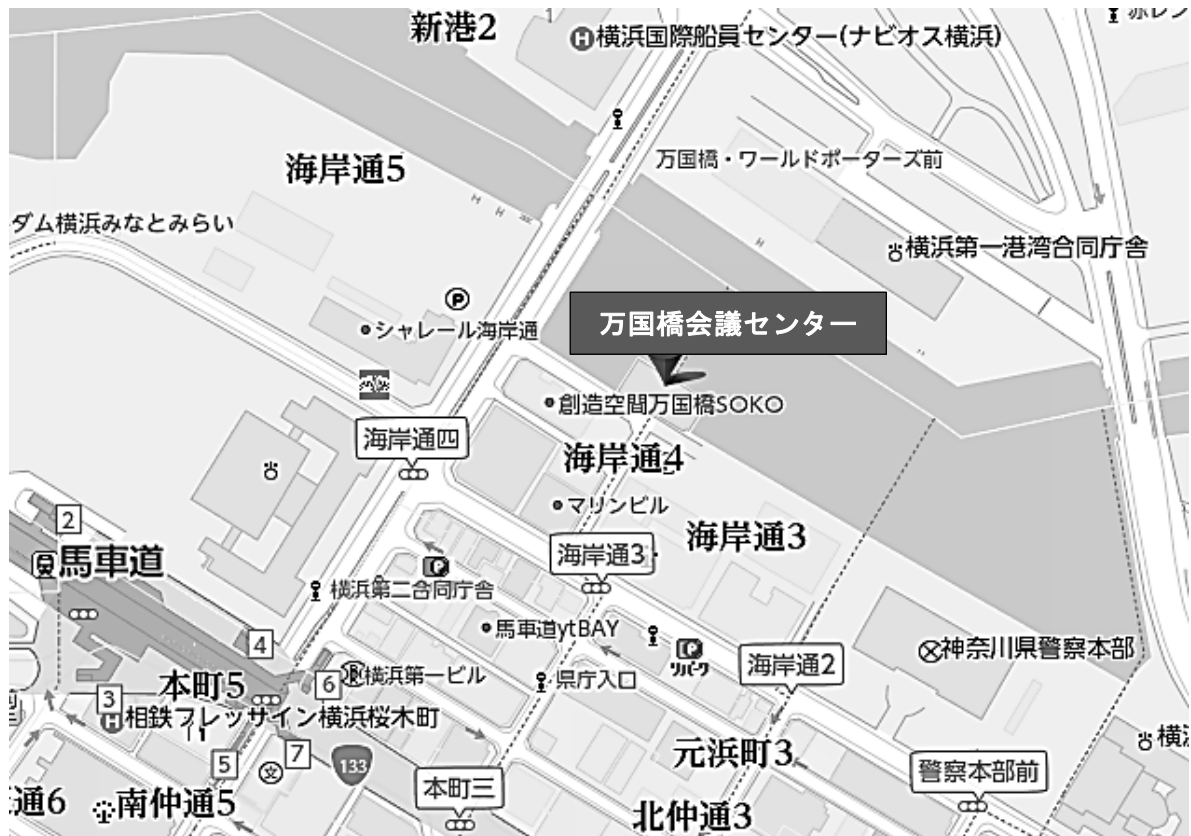 新港2
横浜国際船員センター(ナビオス横浜)
万国橋・ワールドポーターズ前
海岸通5
ダム横浜みなとみらい
横浜第一港湾合同庁舎
P
シャレール海岸通
万国橋会議センター
創造空間万国橋SOKO
海岸通四
海岸通4
マリンビル
海岸通3
海岸通3
2
馬車道
横浜第二合同庁舎
馬車道ytBAY
リパーク
海岸通2
神奈川県警察本部
4
本町5
6
横浜第一ビル
県庁入口
3
H
相鉄フレッサイン横浜桜木町
元浜町3
5
7
133
本町三
警察本部前
通6
南仲通5
北仲通3